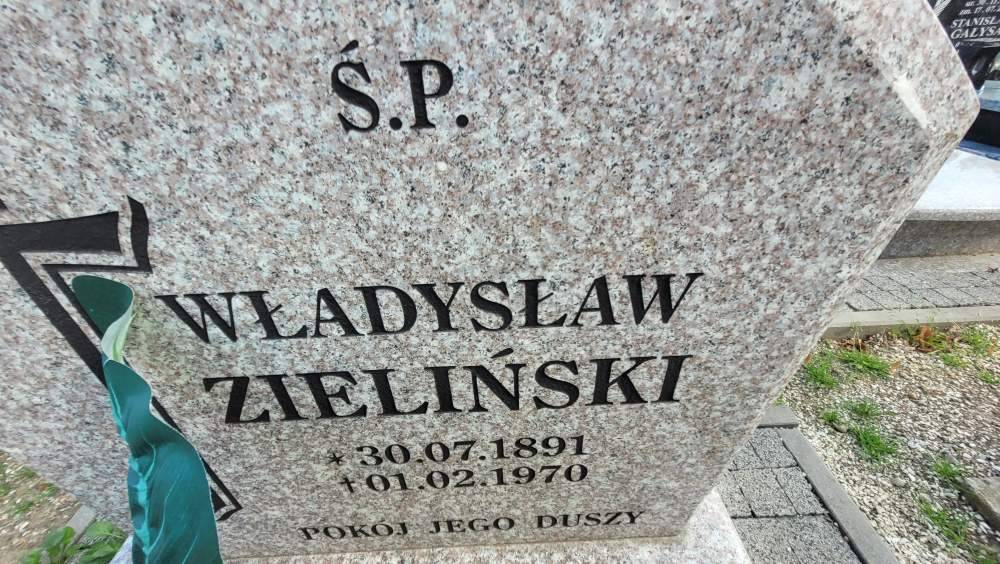 Ś.P.
WŁADYSŁAW
ZIELIŃSKI
* 30.07.1891
† 01.02.1970
POKÓJ JEGO DUSZY